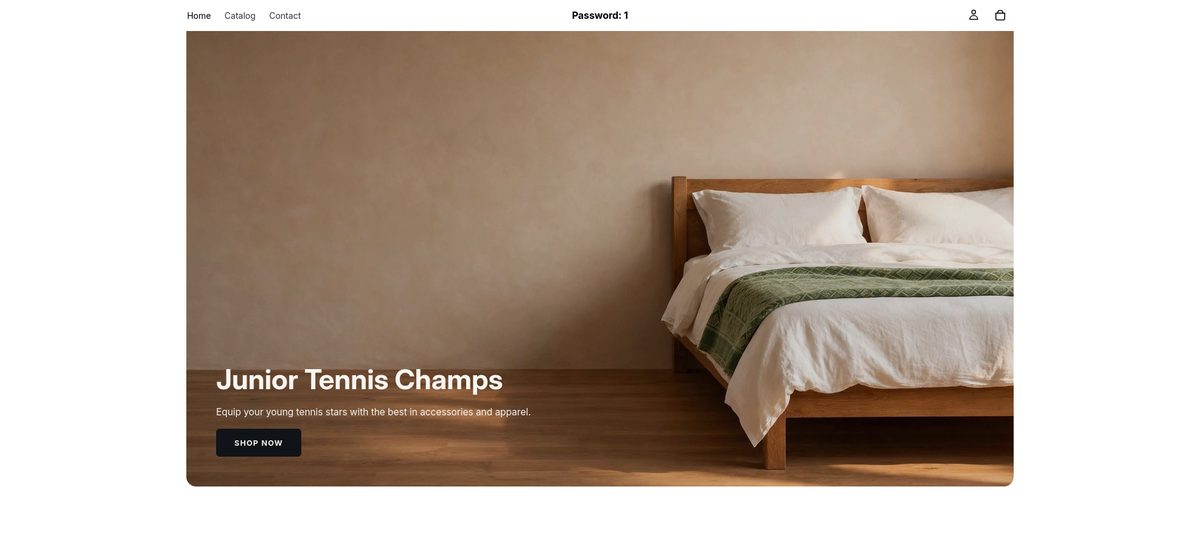 Home
Catalog
Contact
Password: 1
Junior Tennis Champs
Equip your young tennis stars with the best in accessories and apparel.
SHOP NOW